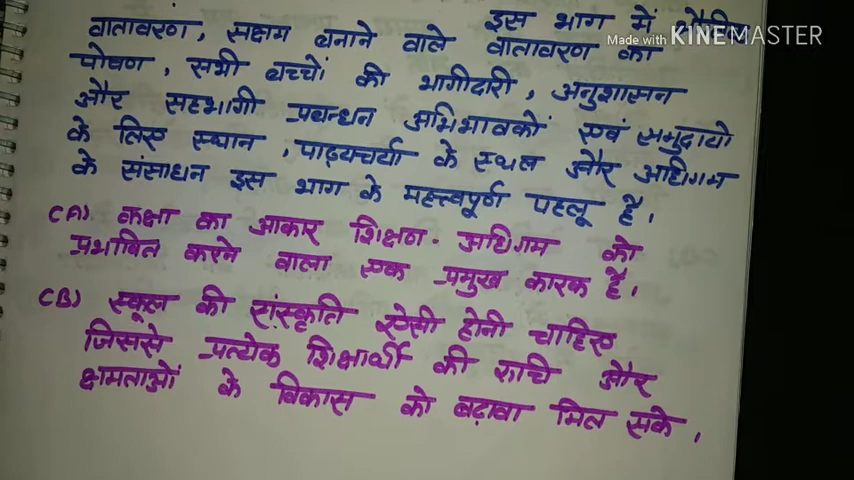 इस भाग में
Made with KINEMASTER
वातावरण, सक्षम बनाने वाले वातावरण का
पोषण, सभी बच्चों की भागीदारी, अनुशासन
और सहभागी प्रबन्धन अभिभावकों एवं समुदायो
के लिए स्थान, पाठ्यचर्या के स्थल और अधिगम
के संसाधन इस भाग के महत्त्वपूर्ण पहलू है।
(A) कक्षा का आकार शिक्षण - अधिगम को
प्रभावित करने वाला एक प्रमुख कारक है।
(B) स्कूल की संस्कृति ऐसी होनी चाहिए
जिससे प्रत्येक शिक्षार्थी की रुचि और
क्षमताओं के विकास को बढ़ावा मिल सके।